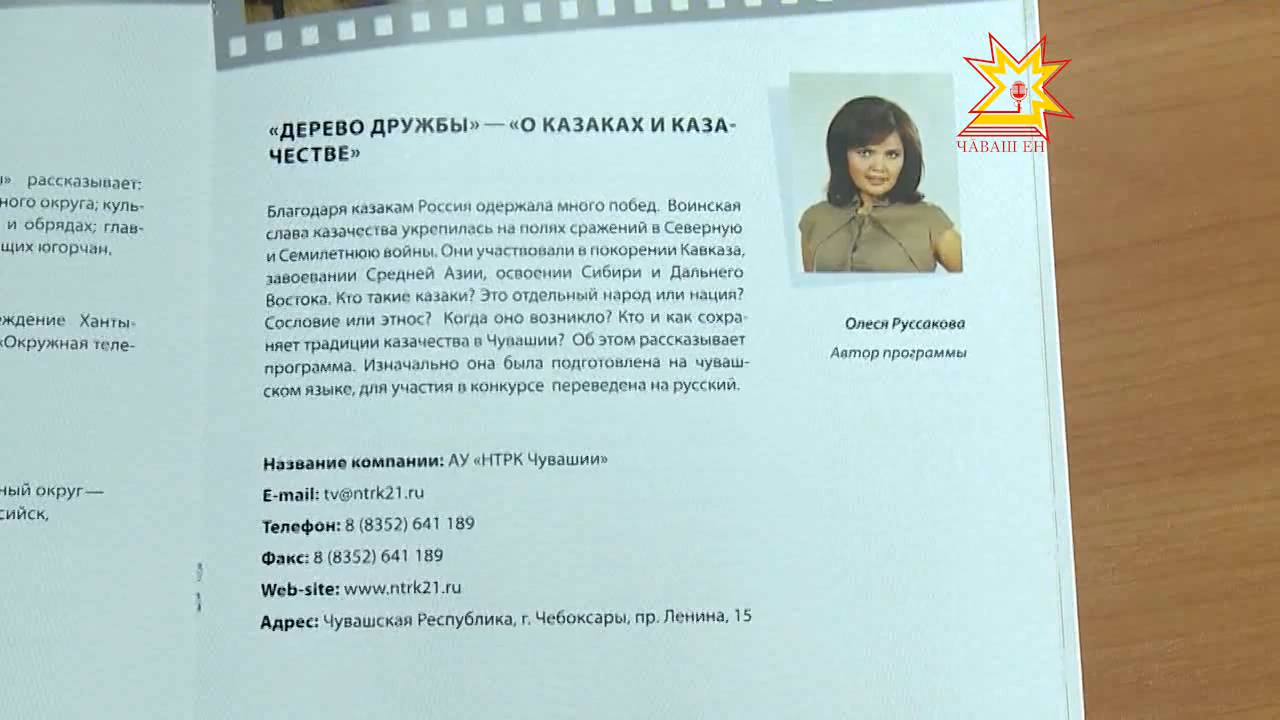 ы» рассказывает:
ного округа; куль-
и обрядах; глав-
щих югорчан.
еждение Ханты-
«Окружная теле-
ный округ—
сийск,
«ДЕРЕВО ДРУЖБЫ» — «О КАЗАКАХ И КАЗА-
ЧЕСТВЕ»
Благодаря казакам Россия одержала много побед. Воинская
слава казачества укрепилась на полях сражений в Северную
и Семилетнюю войны. Они участвовали в покорении Кавказа,
завоевании Средней Азии, освоении Сибири и Дальнего
Востока. Кто такие казаки? Это отдельный народ или нация?
Сословие или этнос? Когда оно возникло? Кто и как сохра-
няет традиции казачества в Чувашии? Об этом рассказывает
программа. Изначально она была подготовлена на чуваш-
ском языке, для участия в конкурсе переведена на русский.
Название компании: АУ «НТРК Чувашии»
E-mail: tv@ntrk21.ru
Телефон: 8 (8352) 641 189
Факс: 8 (8352) 641 189
Web-site: www.ntrk21.ru
Адрес: Чувашская Республика, г. Чебоксары, пр. Ленина, 15
Олеся Руссакова
Автор программы
ЧӐВАШ ЕН